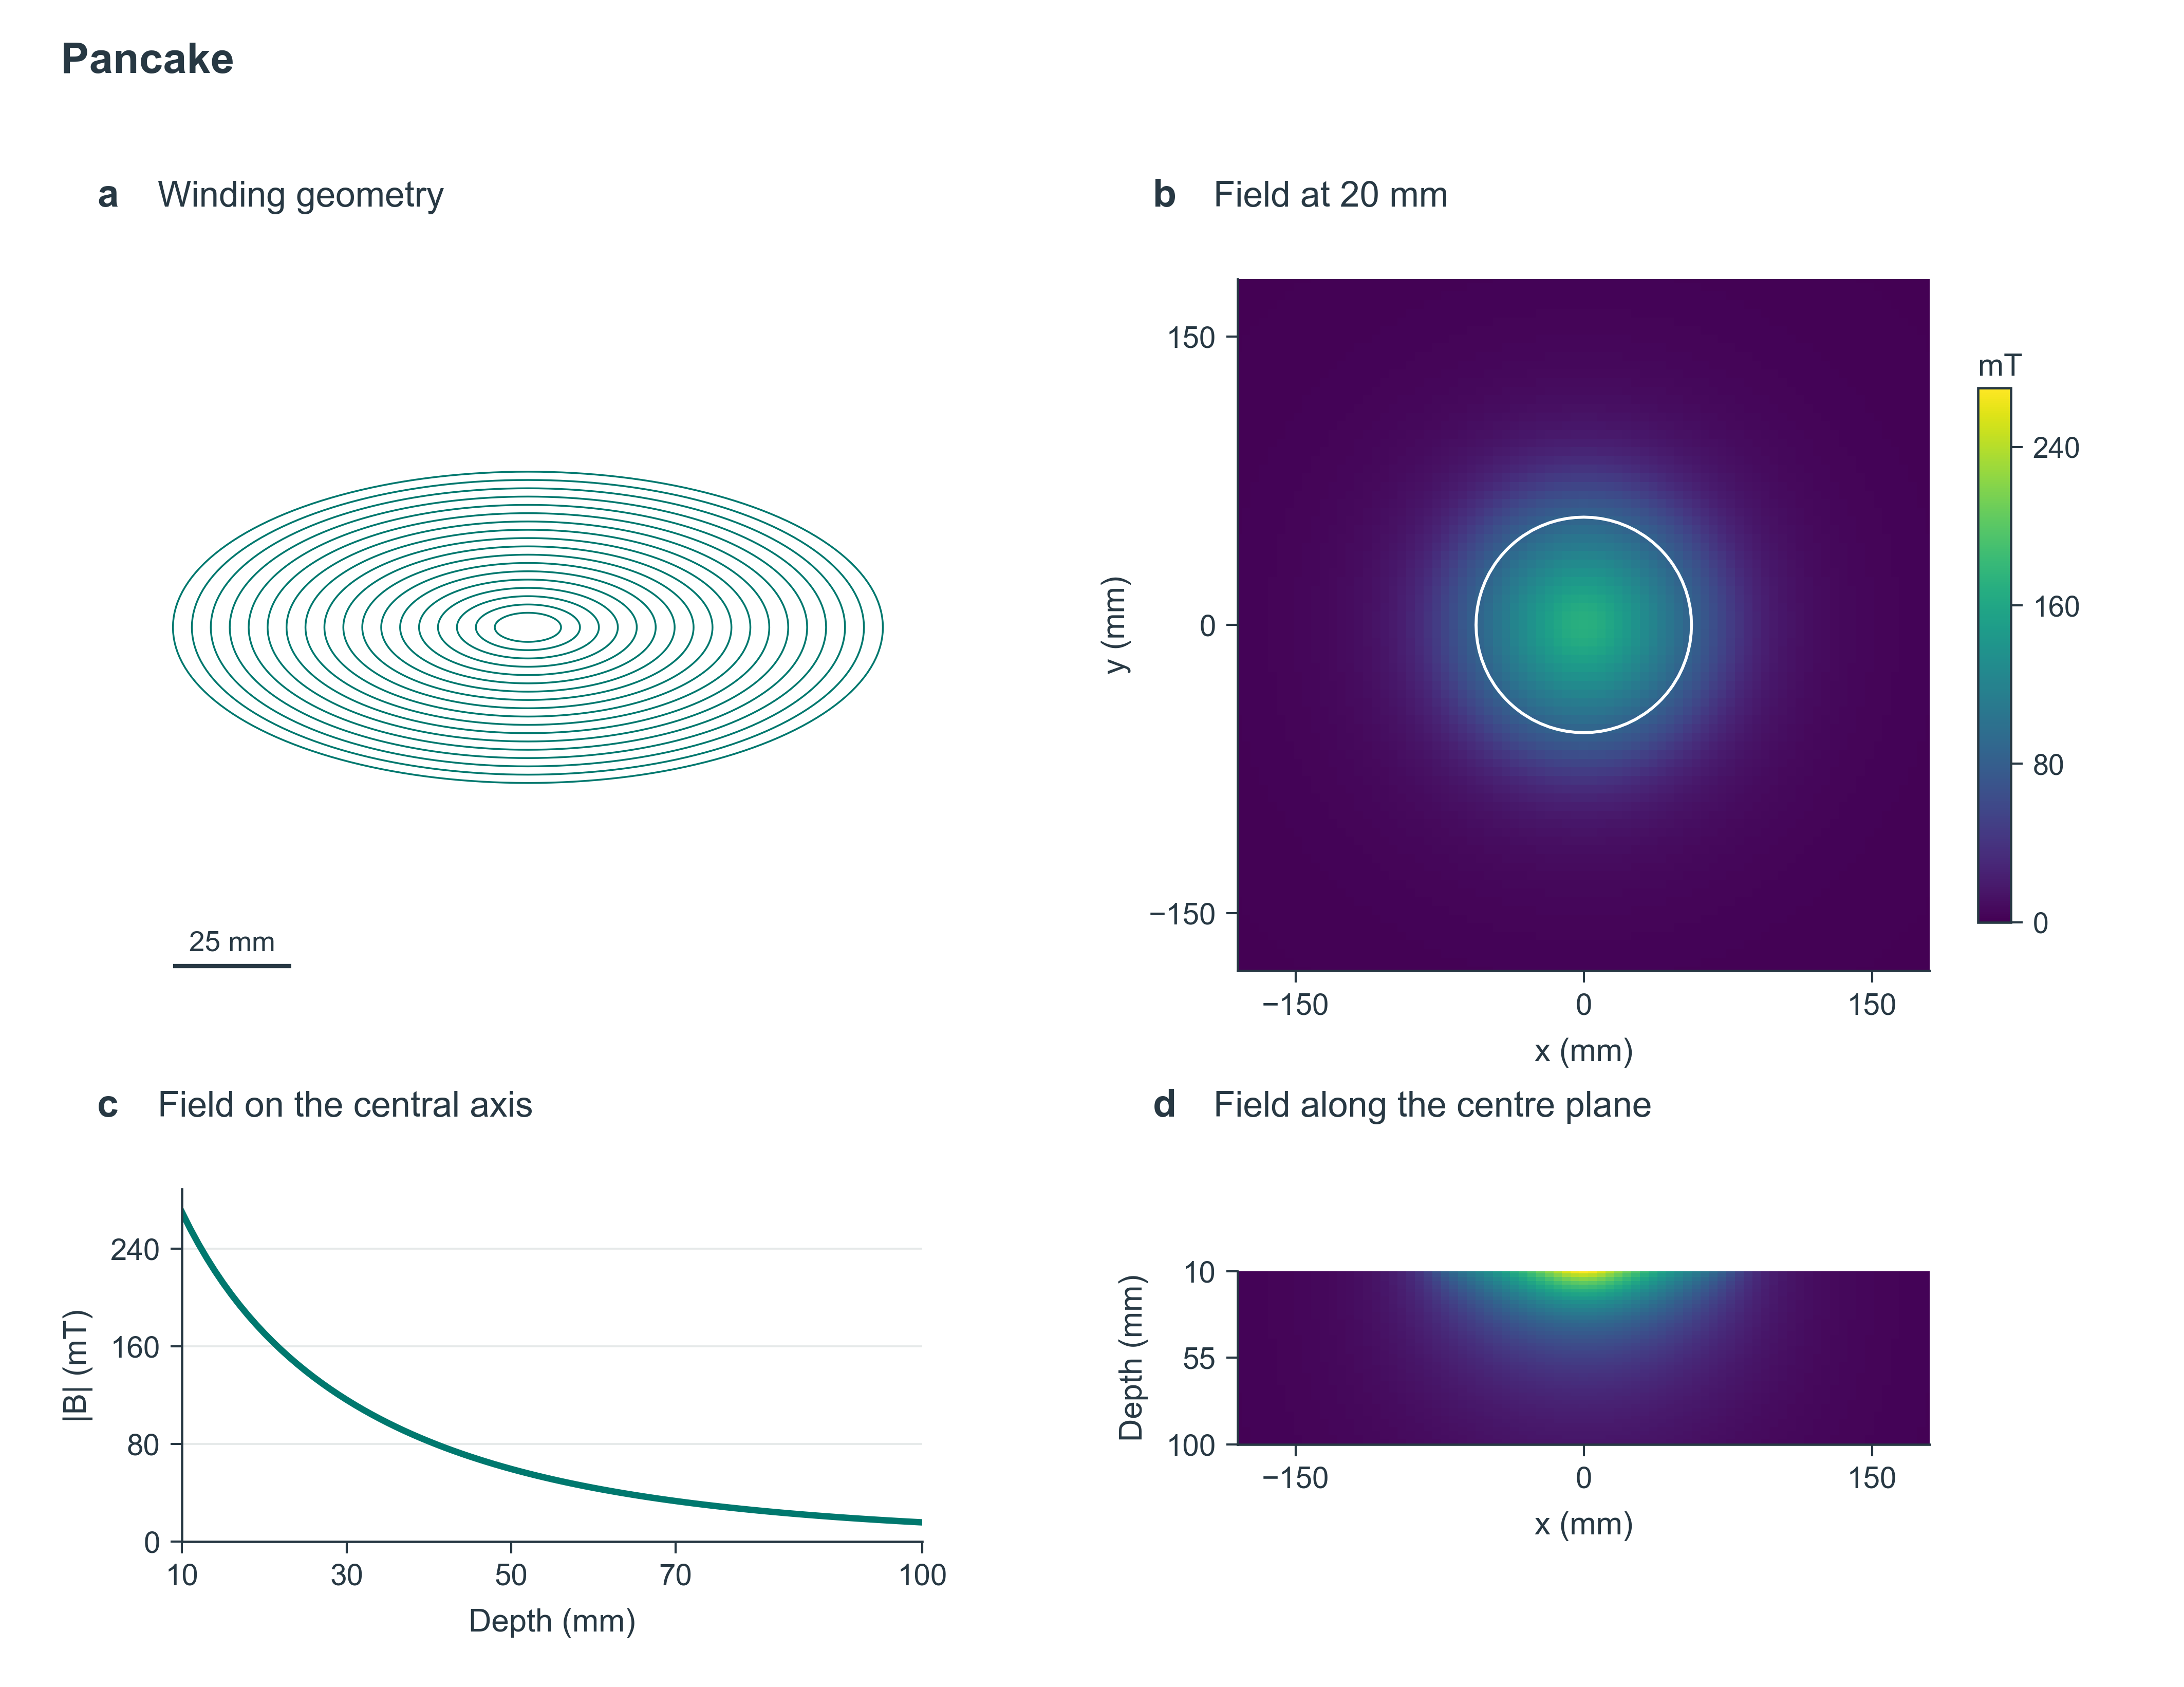 Pancake
a Winding geometry
25 mm
b Field at 20 mm
150
0
−150
y (mm)
−150 0 150
x (mm)
mT
240
160
80
0
c Field on the central axis
240
160
80
0
|B| (mT)
10 30 50 70 100
Depth (mm)
d Field along the centre plane
10
55
100
Depth (mm)
−150 0 150
x (mm)